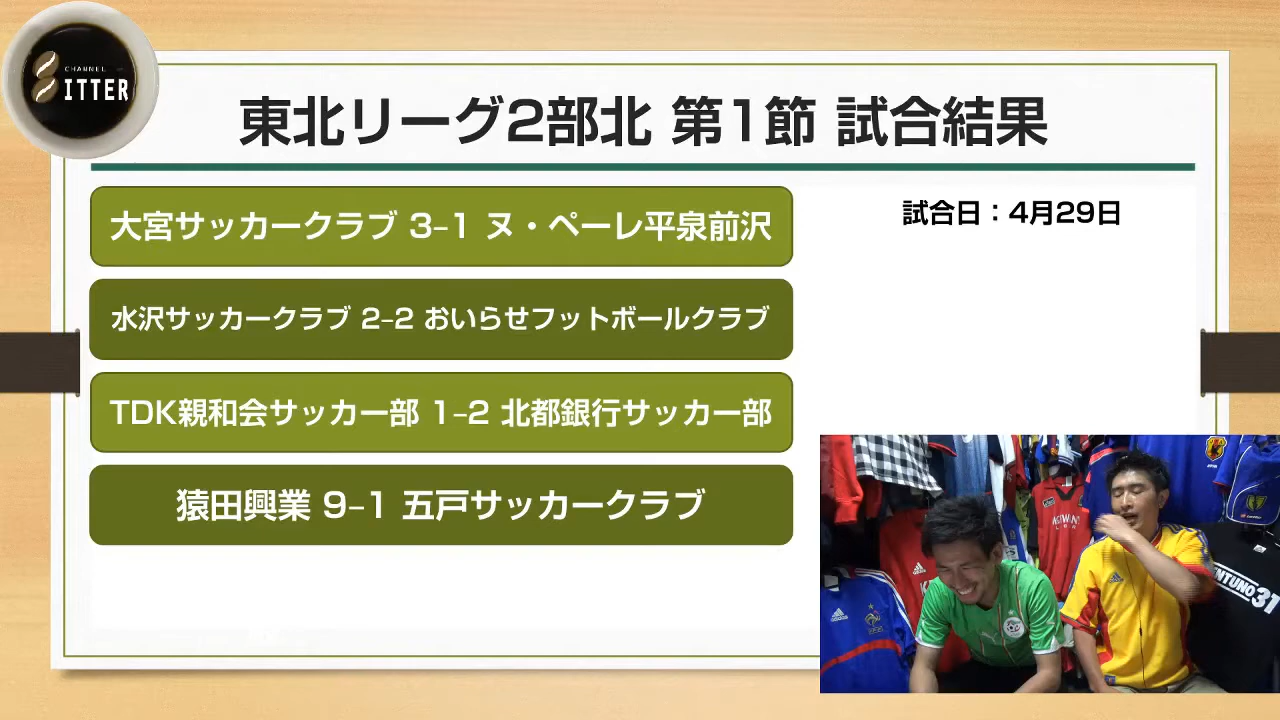 CHANNEL
ITTER
東北リーグ2部北 第1節 試合結果
大宮サッカークラブ 3–1 ヌ・ペーレ平泉前沢
試合日：4月29日
水沢サッカークラブ 2–2 おいらせフットボールクラブ
TDK親和会サッカー部 1–2 北都銀行サッカー部
猿田興業 9–1 五戸サッカークラブ
adidas